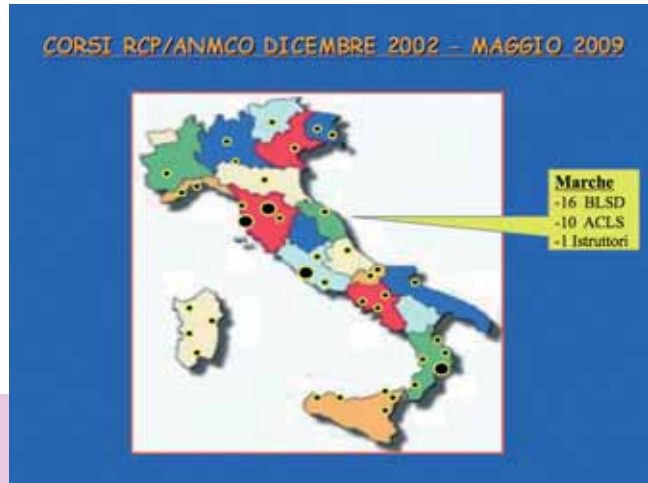 CORSI RCP/ANMCO DICEMBRE 2002 - MAGGIO 2009
Marche
-16 BLSD
-10 ACLS
-1 Istruttori